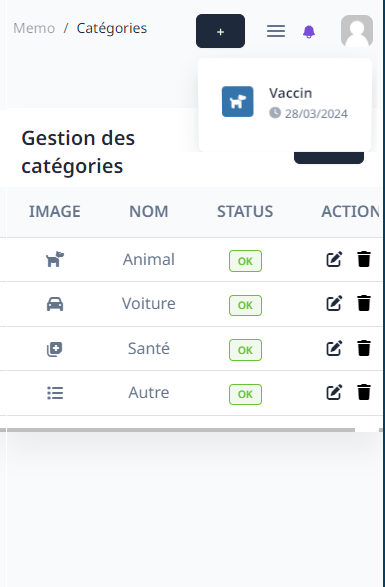 Memo / Catégories
+
Vaccin
28/03/2024
Gestion des
catégories
IMAGE NOM STATUS ACTION
Animal OK
Voiture OK
Santé OK
Autre OK